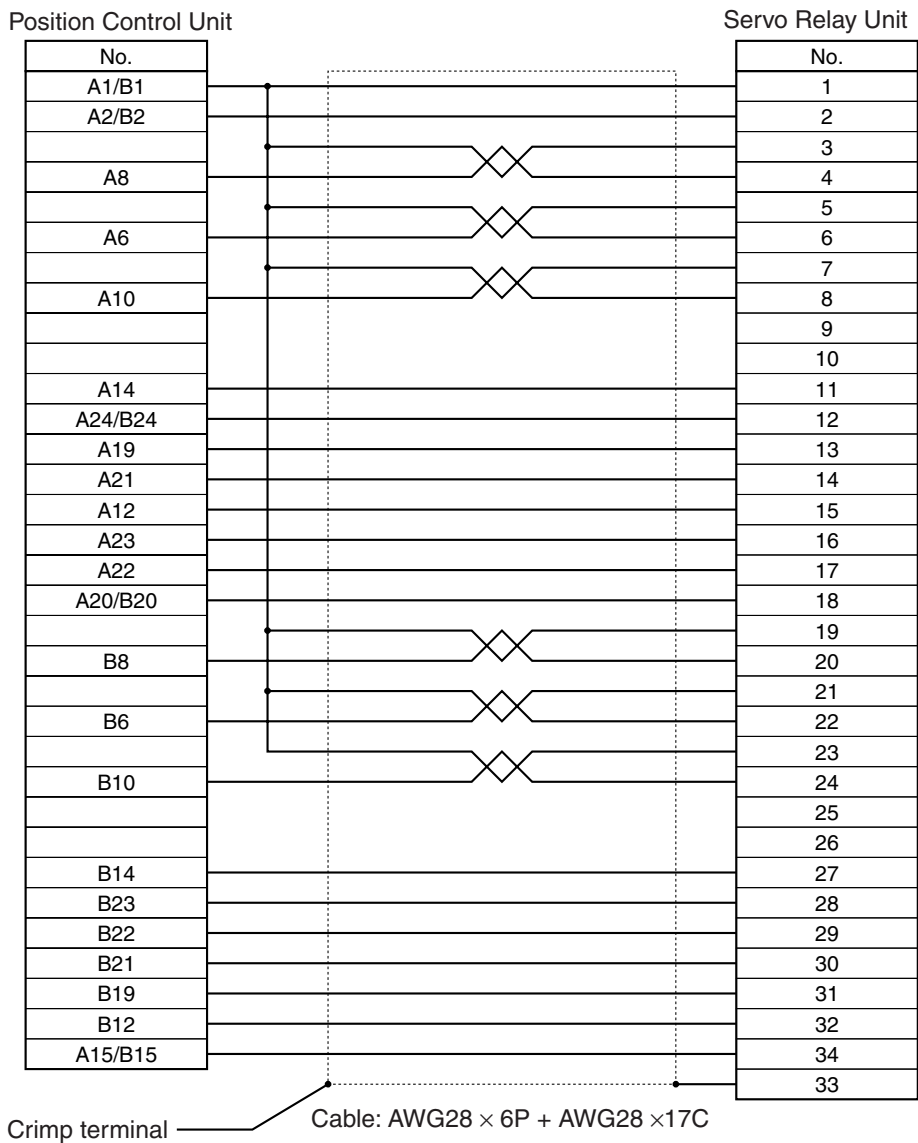 Position Control Unit Servo Relay Unit
No. No.
A1/B1 1
A2/B2 2
3
A8 4
5
A6 6
7
A10 8
9
10
A14 11
A24/B24 12
A19 13
A21 14
A12 15
A23 16
A22 17
A20/B20 18
19
B8 20
21
B6 22
23
B10 24
25
26
B14 27
B23 28
B22 29
B21 30
B19 31
B12 32
A15/B15 34
33
Crimp terminal Cable: AWG28 × 6P + AWG28 ×17C